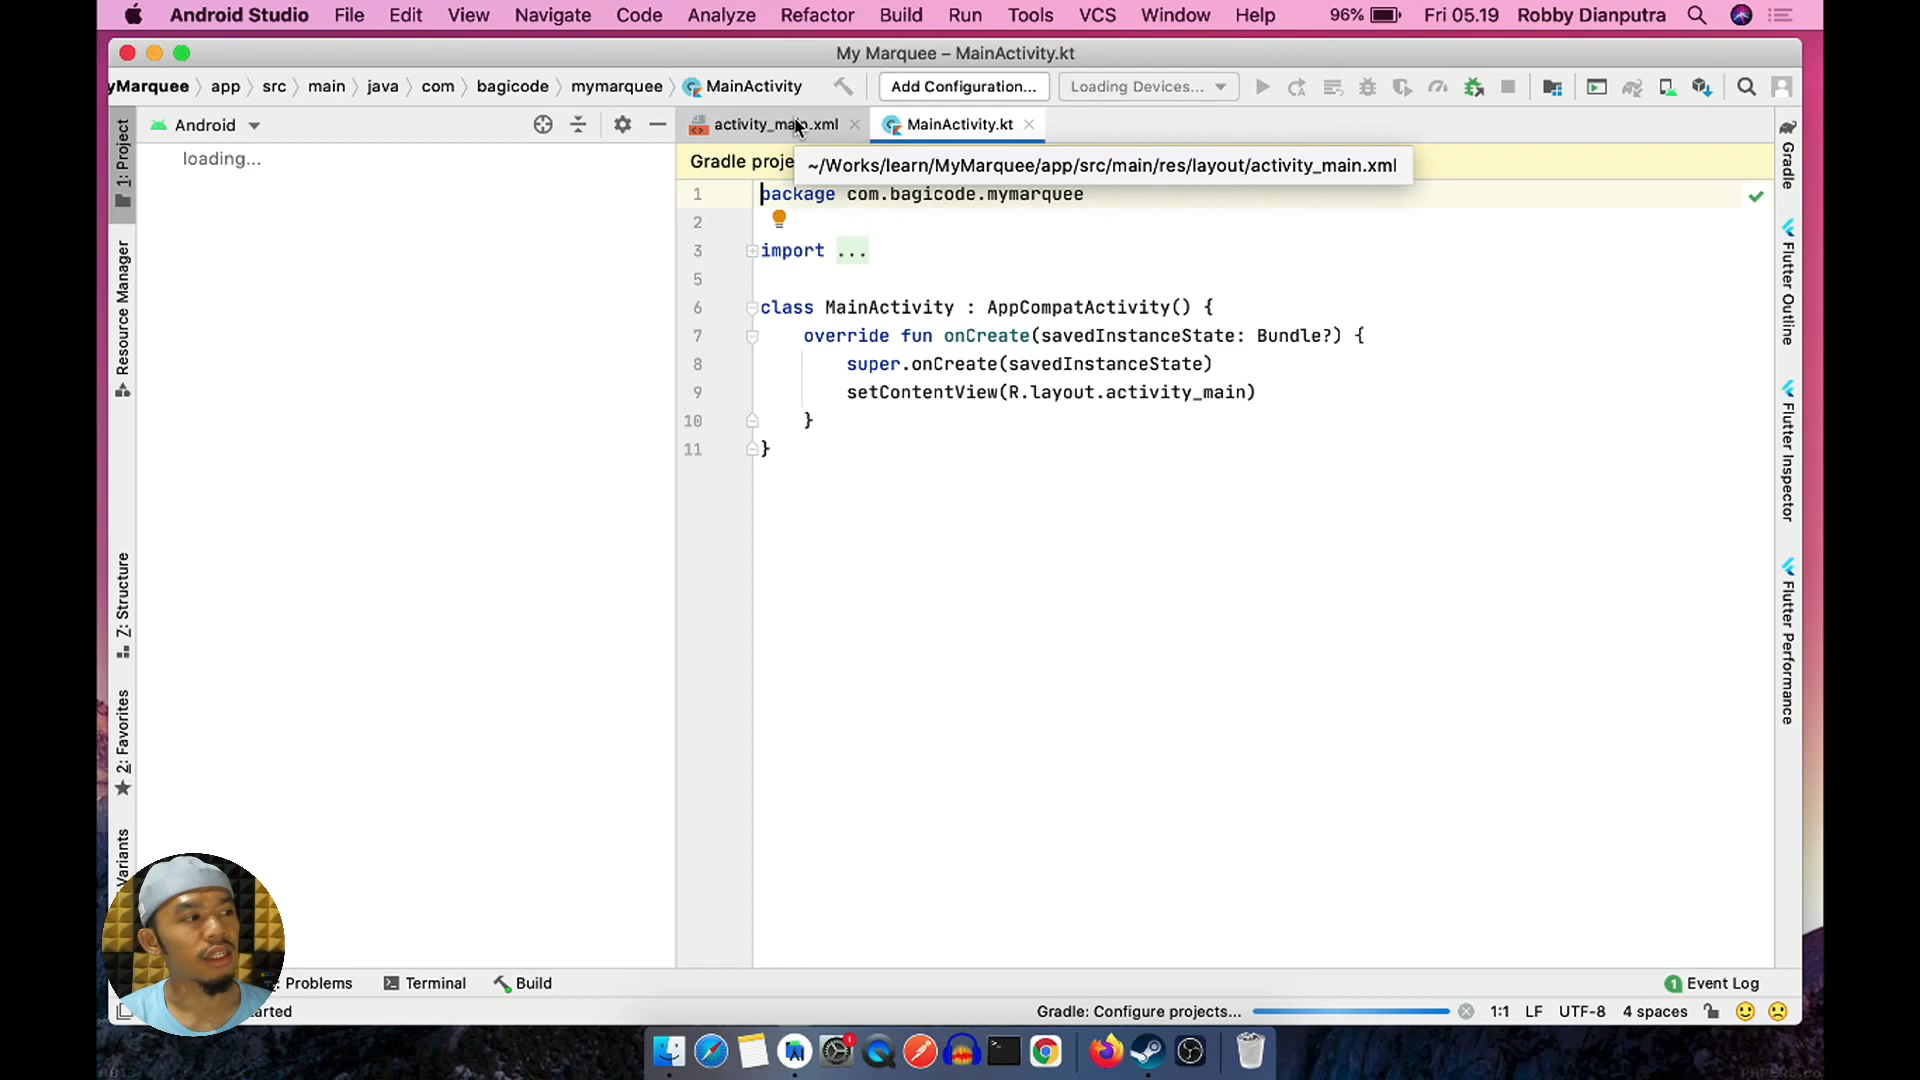 Android Studio File Edit View Navigate Code Analyze Refactor Build Run Tools VCS Window Help 96% Fri 05.19 Robby Dianputra
My Marquee – MainActivity.kt
yMarquee app src main java com bagicode mymarquee MainActivity Add Configuration... Loading Devices...
Android
activity_main.xml MainActivity.kt
loading...
Gradle proje
~/Works/learn/MyMarquee/app/src/main/res/layout/activity_main.xml
1 package com.bagicode.mymarquee
2
3 import ...
5
6 class MainActivity : AppCompatActivity() {
7 override fun onCreate(savedInstanceState: Bundle?) {
8 super.onCreate(savedInstanceState)
9 setContentView(R.layout.activity_main)
10 }
11 }
1: Project
Resource Manager
Z: Structure
2: Favorites
Variants
Gradle
Flutter Outline
Flutter Inspector
Flutter Performance
Problems Terminal Build 1 Event Log
arted Gradle: Configure projects... 1:1 LF UTF-8 4 spaces